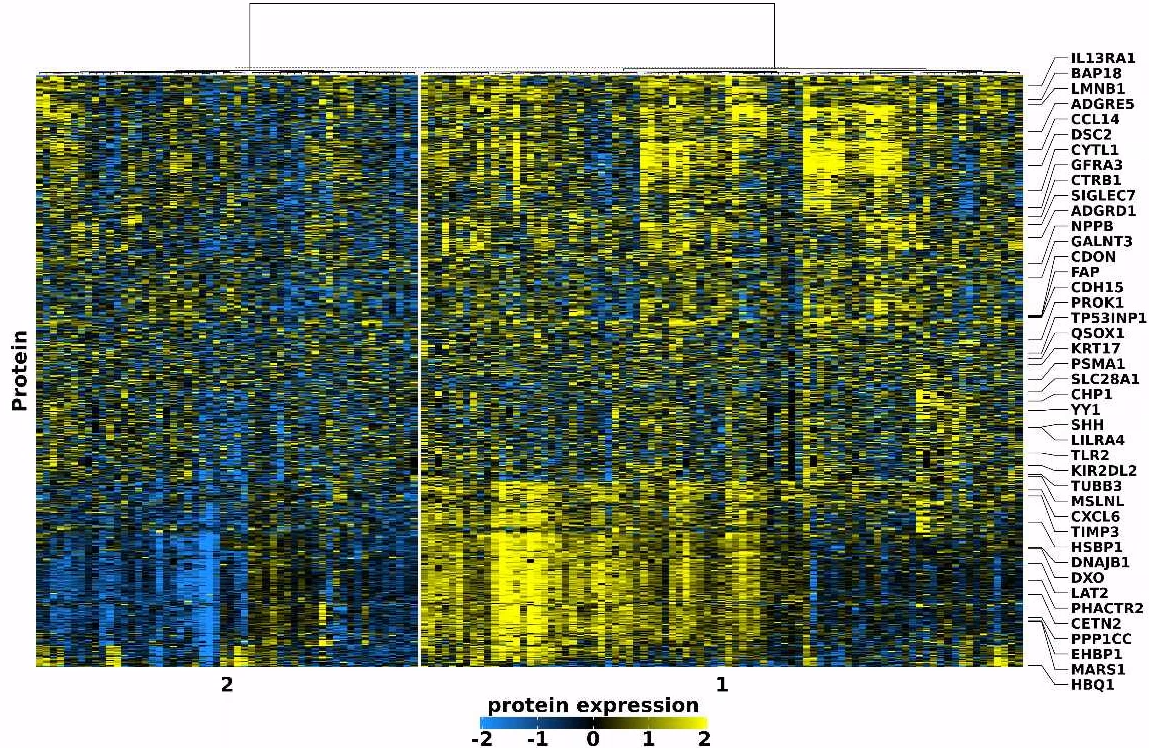 IL13RA1
BAP18
LMNB1
ADGRE5
CCL14
DSC2
CYTL1
GFRA3
CTRB1
SIGLEC7
ADGRD1
NPPB
GALNT3
CDON
FAP
CDH15
PROK1
TP53INP1
QSOX1
KRT17
PSMA1
SLC28A1
CHP1
YY1
SHH
LILRA4
TLR2
KIR2DL2
TUBB3
MSLNL
CXCL6
TIMP3
HSBP1
DNAJB1
DXO
LAT2
PHACTR2
CETN2
PPP1CC
EHBP1
MARS1
HBQ1
Protein
2 1
protein expression
-2 -1 0 1 2